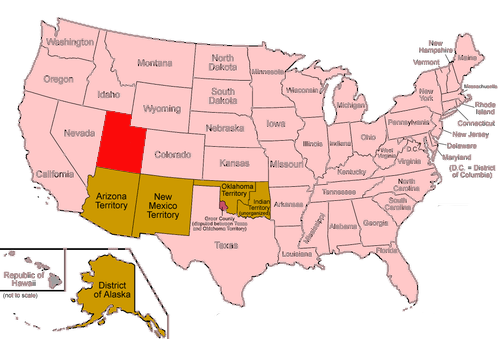 Washington
Oregon
California
Nevada
Idaho
Montana
Wyoming
Colorado
North
Dakota
South
Dakota
Nebraska
Kansas
Minnesota
Iowa
Missouri
Arkansas
Louisiana
Texas
Arizona
Territory
New
Mexico
Territory
Oklahoma
Territory
Indian
Territory
(unorganized)
Greer County
(disputed between Texas
and Oklahoma Territory)
Wisconsin
Michigan
Illinois
Indiana
Ohio
Kentucky
Tennessee
Mississippi
Alabama
Georgia
Florida
South
Carolina
North
Carolina
Virginia
West
Virginia
D.C.
Pennsylvania
New
York
Vermont
New
Hampshire
Maine
Massachusetts
Rhode
Island
Connecticut
New Jersey
Delaware
Maryland
(D.C. = District
of Columbia)
Republic of
Hawaii
(not to scale)
District
of Alaska